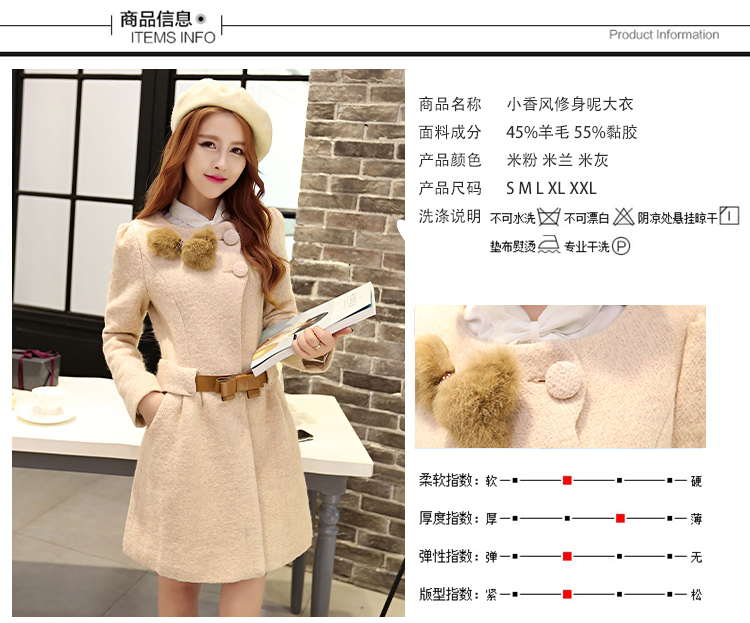 商品信息
ITEMS INFO
Product Information
商品名称 小香风修身呢大衣
面料成分 45%羊毛 55%黏胶
产品颜色 米粉 米兰 米灰
产品尺码 S M L XL XXL
洗涤说明 不可水洗 不可漂白 阴凉处悬挂晾干
垫布熨烫 专业干洗 P
柔软指数：软 硬
厚度指数：厚 薄
弹性指数：弹 无
版型指数：紧 松